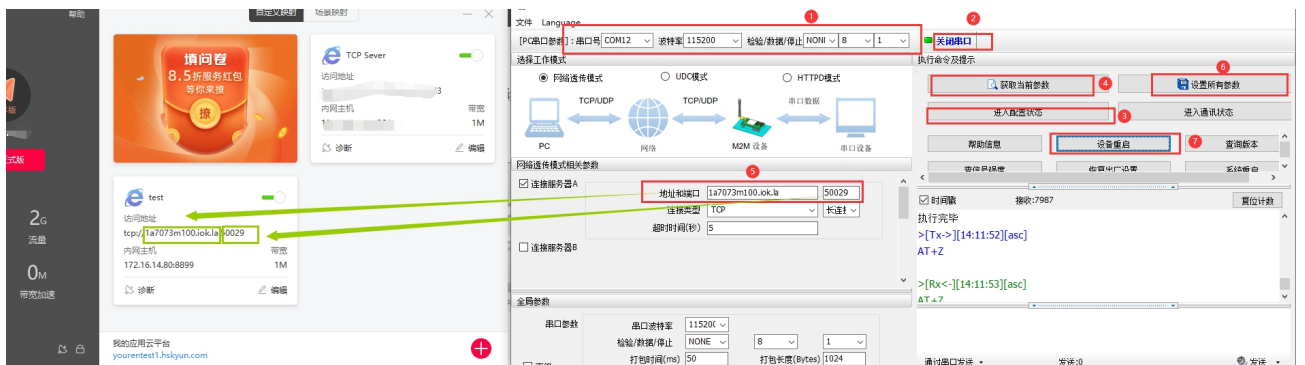 帮助
自定义映射
场景映射
填问卷
8.5折服务红包
等你来撩
撩
TCP Sever
访问地址
内网主机
带宽
1M
诊断
编辑
test
访问地址
tcp://1a7073m100.iok.la:50029
内网主机
带宽
172.16.14.80:8899
1M
诊断
编辑
2G
流量
0M
带宽加速
我的应用云平台
yourentest1.hskyun.com
文件 Language
[PC串口参数]:串口号 COM12 波特率 115200 检验/数据/停止 NONI 8 1
1
2
关闭串口
选择工作模式
网络透传模式
UDC模式
HTTPD模式
TCP/UDP
TCP/UDP
串口数据
PC
网络
M2M 设备
串口设备
网络透传模式相关参数
5
连接服务器A
地址和端口 1a7073m100.iok.la 50029
连接类型 TCP
超时时间(秒) 5
连接服务器B
全局参数
串口参数
串口波特率
检验/数据/停止 NONE 8 1
打包时间(ms) 50 打包长度(Bytes) 1024
执行命令及提示
6
获取当前参数
4
设置所有参数
进入配置状态
3
进入通讯状态
帮助信息
设备重启
7
查询版本
时间戳 接收:7987 复位计数
执行完毕
>[Tx->][14:11:52][asc]
AT+Z
>[Rx<-][14:11:53][asc]
AT+Z
通过串口发送 发送:0 发送